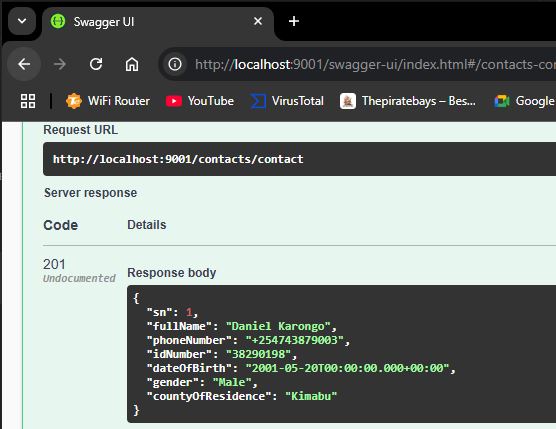 Swagger UI
http://localhost:9001/swagger-ui/index.html#/contacts-cor
WiFi Router YouTube VirusTotal Thepiratebays – Bes... Google
Request URL
http://localhost:9001/contacts/contact
Server response
Code Details
201
Undocumented
Response body
{
"sn": 1,
"fullName": "Daniel Karongo",
"phoneNumber": "+254743879003",
"idNumber": "38290198",
"dateOfBirth": "2001-05-20T00:00:00.000+00:00",
"gender": "Male",
"countyOfResidence": "Kimabu"
}